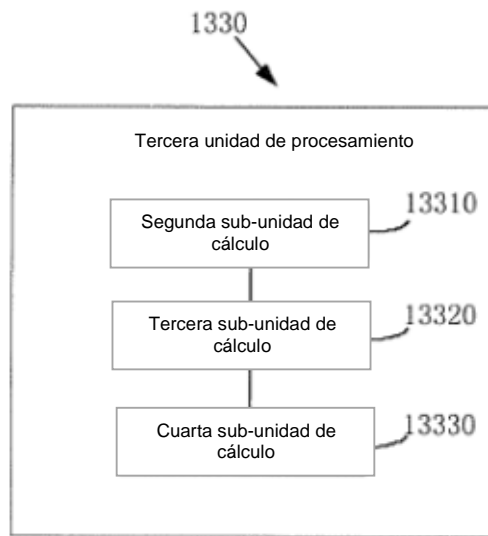 1330
Tercera unidad de procesamiento
13310
Segunda sub-unidad de
cálculo
13320
Tercera sub-unidad de
cálculo
13330
Cuarta sub-unidad de
cálculo